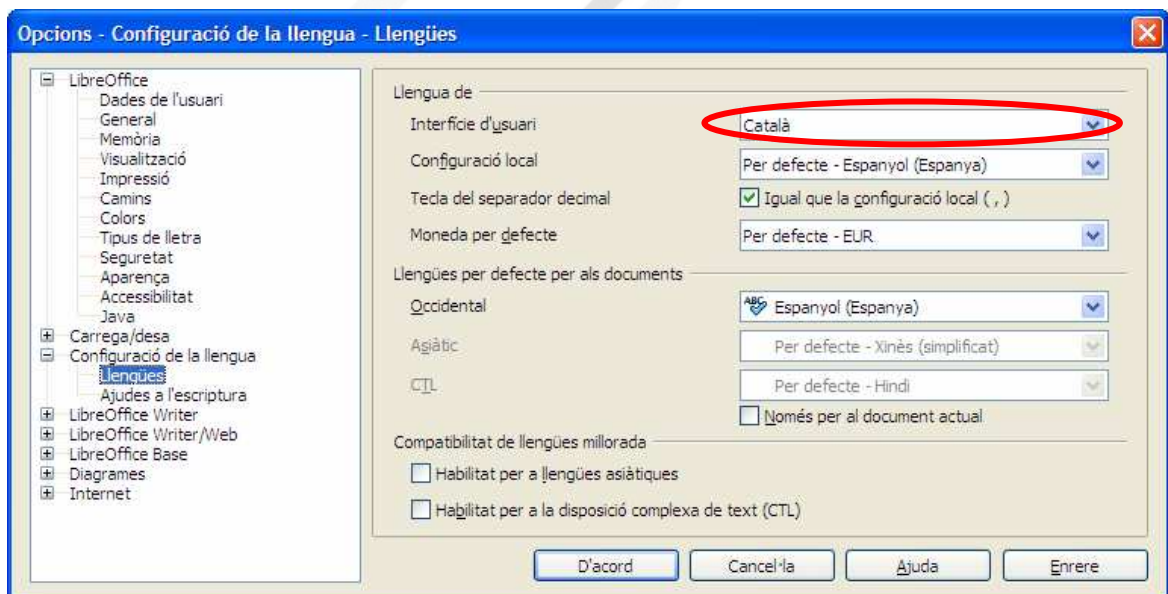 Opcions - Configuració de la llengua - Llengües
LibreOffice
Dades de l'usuari
General
Memòria
Visualització
Impressió
Camins
Colors
Tipus de lletra
Seguretat
Aparença
Accessibilitat
Java
Carrega/desa
Configuració de la llengua
Llengües
Ajudes a l'escriptura
LibreOffice Writer
LibreOffice Writer/Web
LibreOffice Base
Diagrames
Internet
Llengua de
Interfície d'usuari Català
Configuració local Per defecte - Espanyol (Espanya)
Tecla del separador decimal Igual que la configuració local ( , )
Moneda per defecte Per defecte - EUR
Llengües per defecte per als documents
Occidental ABC Espanyol (Espanya)
Asiàtic Per defecte - Xinès (simplificat)
CTL Per defecte - Hindi
Només per al document actual
Compatibilitat de llengües millorada
Habilitat per a llengües asiàtiques
Habilitat per a la disposició complexa de text (CTL)
D'acord Cancel·la Ajuda Enrere